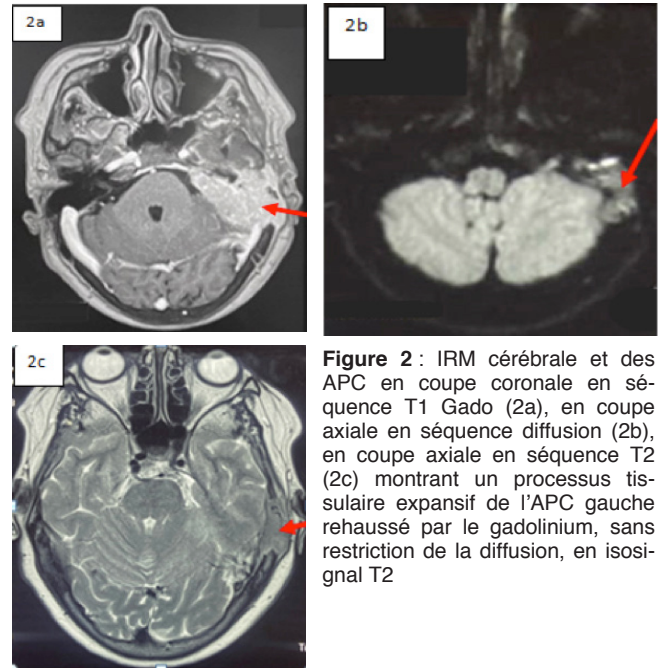 2a
2b
2c
Figure 2 : IRM cérébrale et des
APC en coupe coronale en sé-
quence T1 Gado (2a), en coupe
axiale en séquence diffusion (2b),
en coupe axiale en séquence T2
(2c) montrant un processus tis-
sulaire expansif de l'APC gauche
rehaussé par le gadolinium, sans
restriction de la diffusion, en isosi-
gnal T2